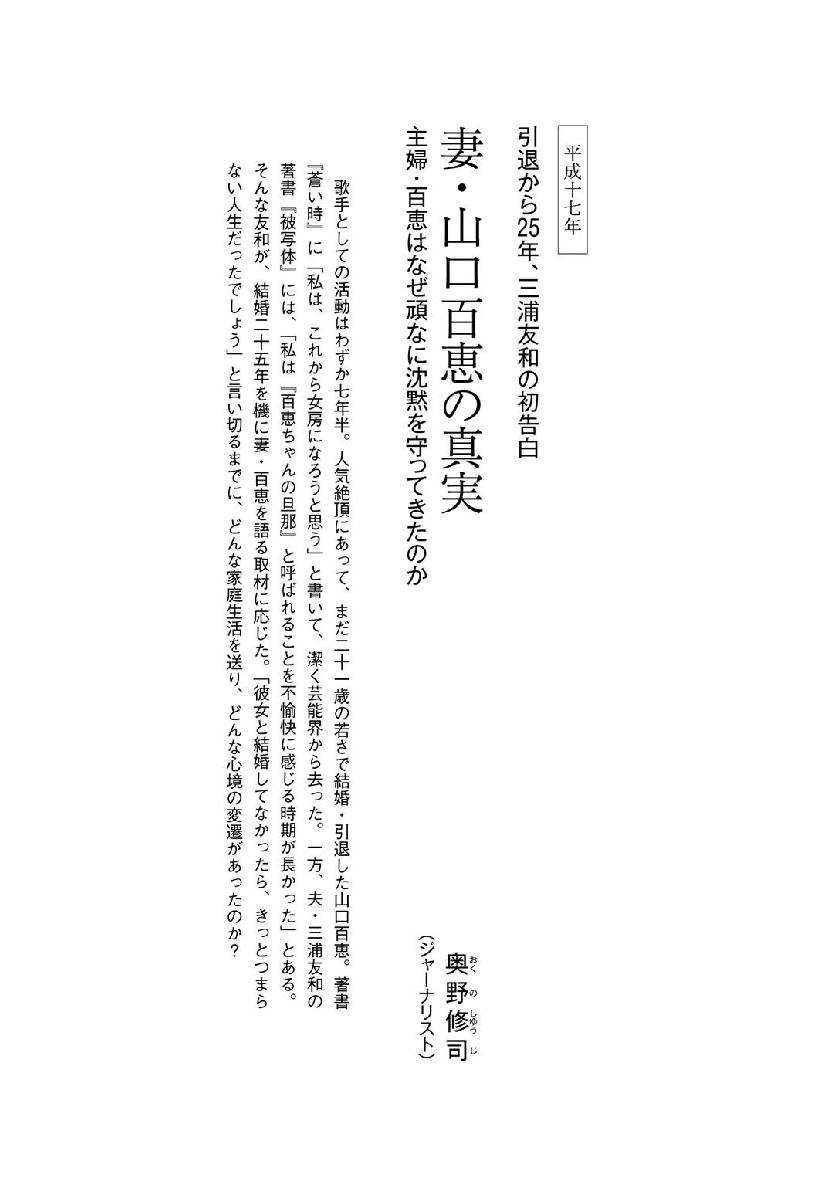 平成十七年
引退から25年、三浦友和の初告白
妻・山口百恵の真実
主婦・百恵はなぜ頑なに沈黙を守ってきたのか
奥野修司
おくのしゅうじ
（ジャーナリスト）
歌手としての活動はわずか七年半。人気絶頂にあって、まだ二十一歳の若さで結婚・引退した山口百恵。著書
『蒼い時』に「私は、これから女房になろうと思う」と書いて、潔く芸能界から去った。一方、夫・三浦友和の
著書『被写体』には、「私は『百恵ちゃんの旦那』と呼ばれることを不愉快に感じる時期が長かった」とある。
そんな友和が、結婚二十五年を機に妻・百恵を語る取材に応じた。「彼女と結婚してなかったら、きっとつまら
ない人生だったでしょう」と言い切るまでに、どんな家庭生活を送り、どんな心境の変遷があったのか？